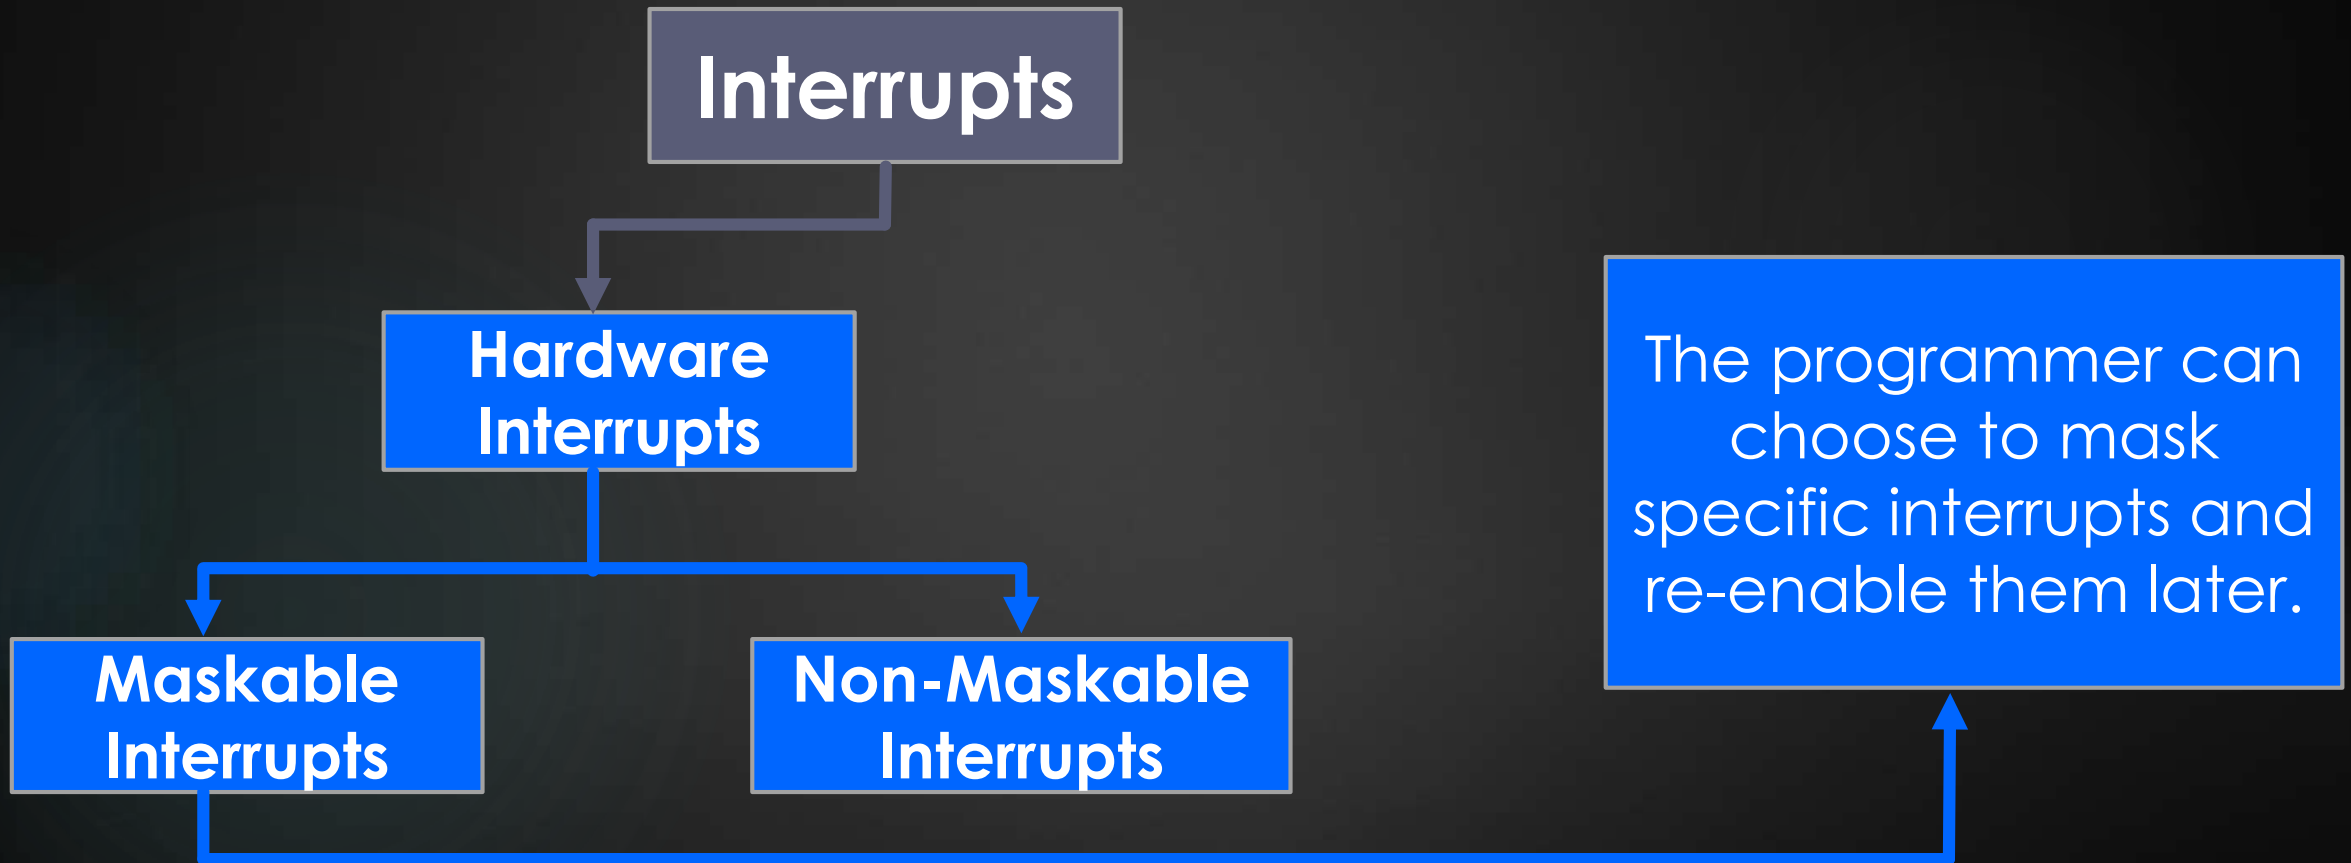 Interrupts
Hardware
Interrupts
The programmer can
choose to mask
specific interrupts and
re-enable them later.
Maskable
Interrupts
Non-Maskable
Interrupts